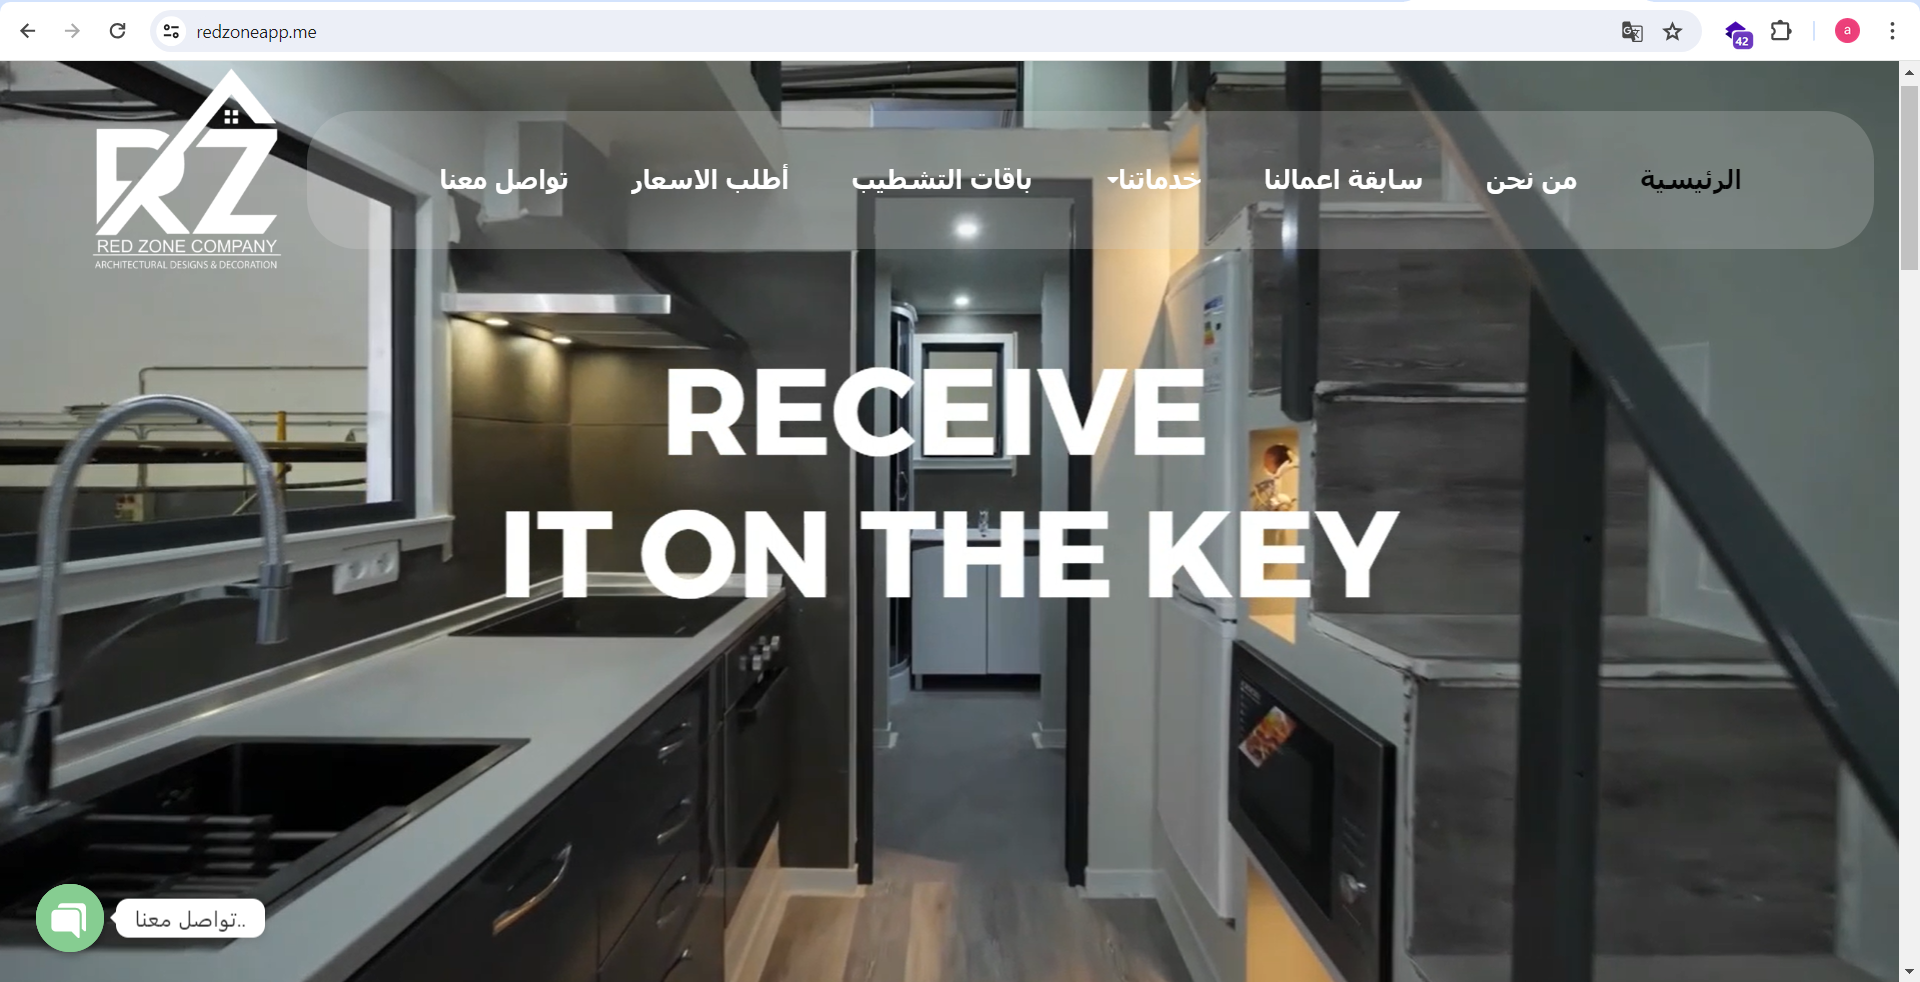 redzoneapp.me
42
a
RZ
RED ZONE COMPANY
ARCHITECTURAL DESIGNS & DECORATION
الرئيسية
من نحن
سابقة اعمالنا
خدماتنا
باقات التشطيب
أطلب الاسعار
تواصل معنا
RECEIVE
IT ON THE KEY
تواصل معنا..